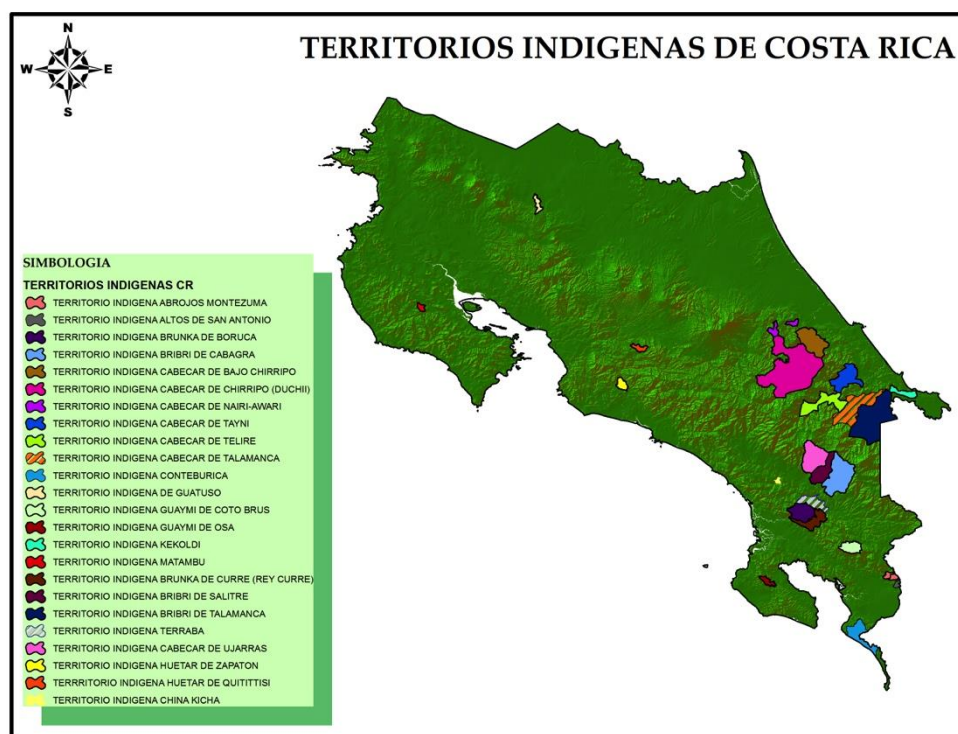 TERRITORIOS INDIGENAS DE COSTA RICA
N
W E
S
SIMBOLOGIA
TERRITORIOS INDIGENAS CR
TERRITORIO INDIGENA ABROJOS MONTEZUMA
TERRITORIO INDIGENA ALTOS DE SAN ANTONIO
TERRITORIO INDIGENA BRUNKA DE BORUCA
TERRITORIO INDIGENA BRIBRI DE CABAGRA
TERRITORIO INDIGENA CABECAR DE BAJO CHIRRIPO
TERRITORIO INDIGENA CABECAR DE CHIRRIPO (DUCHII)
TERRITORIO INDIGENA CABECAR DE NAIRI-AWARI
TERRITORIO INDIGENA CABECAR DE TAYNI
TERRITORIO INDIGENA CABECAR DE TELIRE
TERRITORIO INDIGENA CABECAR DE TALAMANCA
TERRITORIO INDIGENA CONTEBURICA
TERRITORIO INDIGENA DE GUATUSO
TERRITORIO INDIGENA GUAYMI DE COTO BRUS
TERRITORIO INDIGENA GUAYMI DE OSA
TERRITORIO INDIGENA KEKOLDI
TERRITORIO INDIGENA MATAMBU
TERRITORIO INDIGENA BRUNKA DE CURRE (REY CURRE)
TERRITORIO INDIGENA BRIBRI DE SALITRE
TERRITORIO INDIGENA BRIBRI DE TALAMANCA
TERRITORIO INDIGENA TERRABA
TERRITORIO INDIGENA CABECAR DE UJARRAS
TERRITORIO INDIGENA HUETAR DE ZAPATON
TERRRITORIO INDIGENA HUETAR DE QUITITTISI
TERRITORIO INDIGENA CHINA KICHA